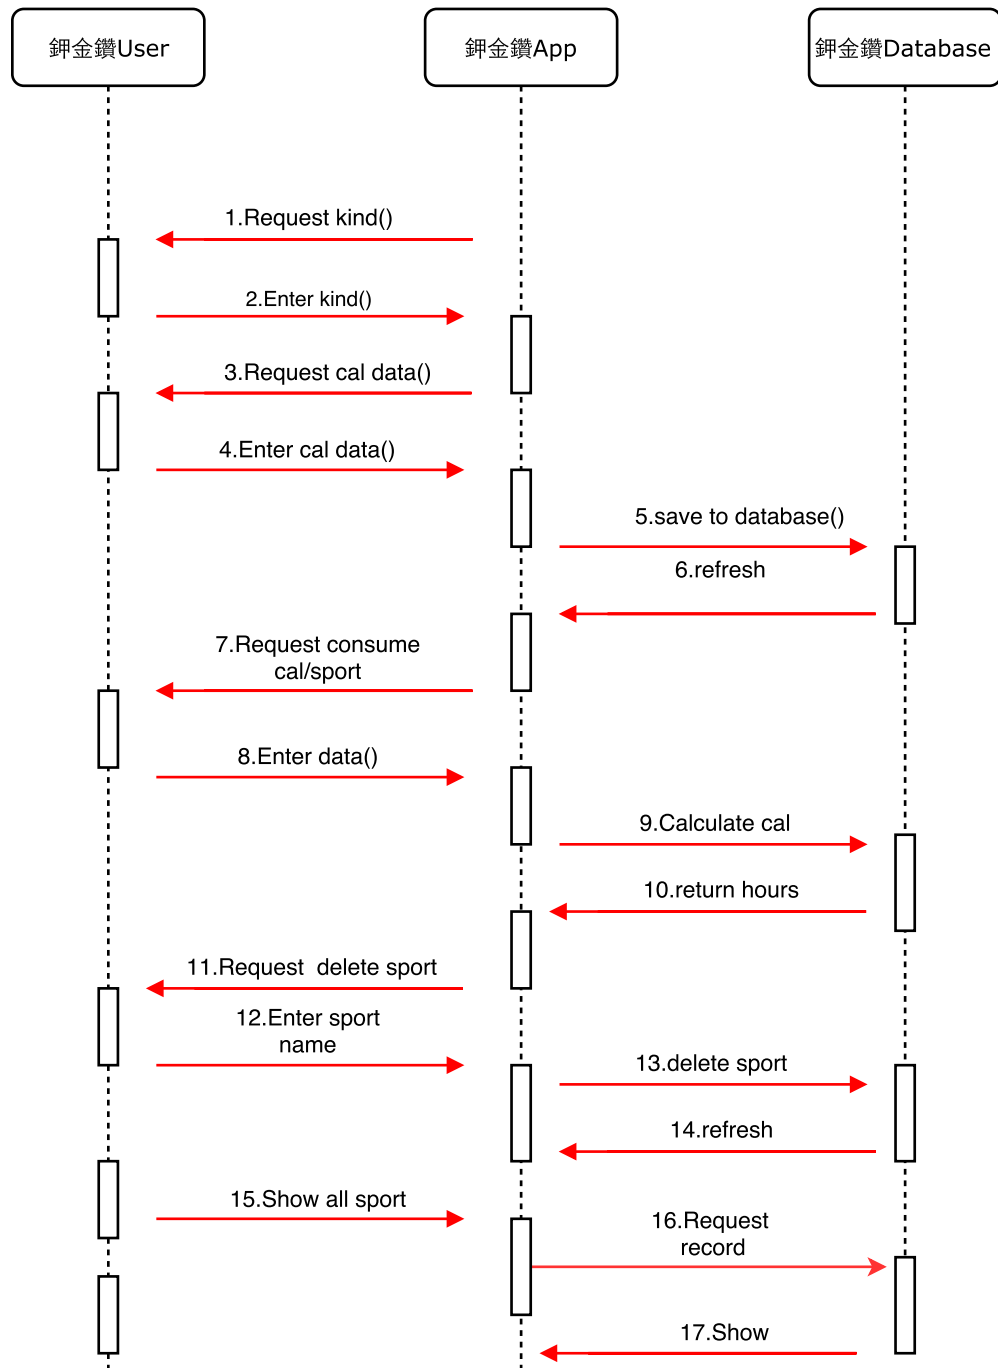 鉀金鑽User
鉀金鑽App
鉀金鑽Database
1.Request kind()
2.Enter kind()
3.Request cal data()
4.Enter cal data()
5.save to database()
6.refresh
7.Request consume
cal/sport
8.Enter data()
9.Calculate cal
10.return hours
11.Request  delete sport
12.Enter sport
name
13.delete sport
14.refresh
15.Show all sport
16.Request
record
17.Show